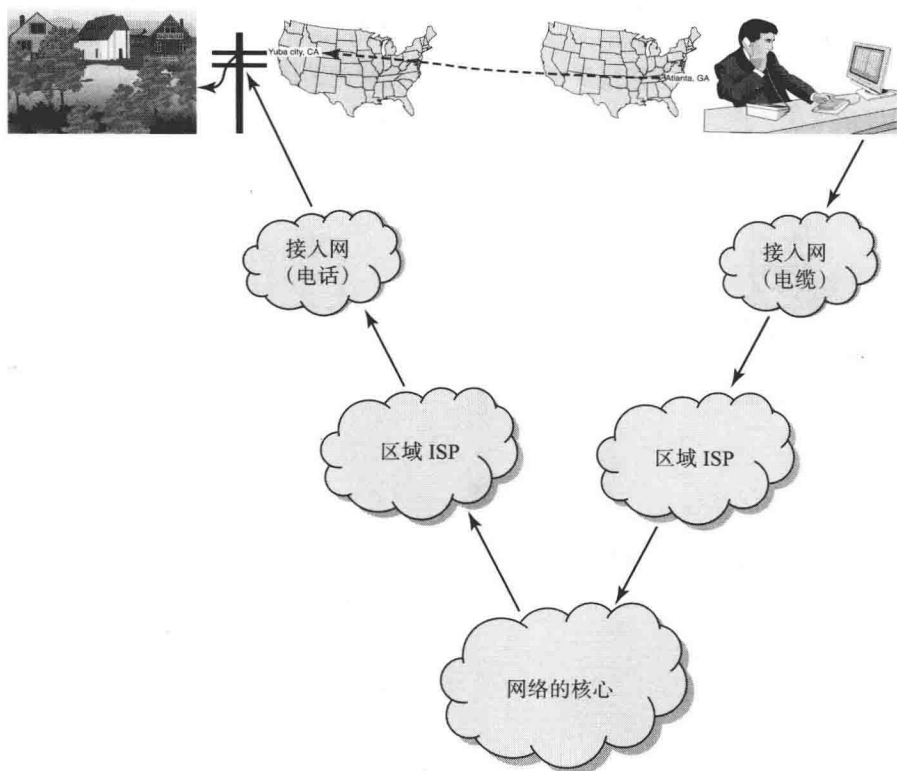 Yuba city, CA
Atlanta, GA
接入网
（电话）
接入网
（电缆）
区域 ISP
区域 ISP
网络的核心